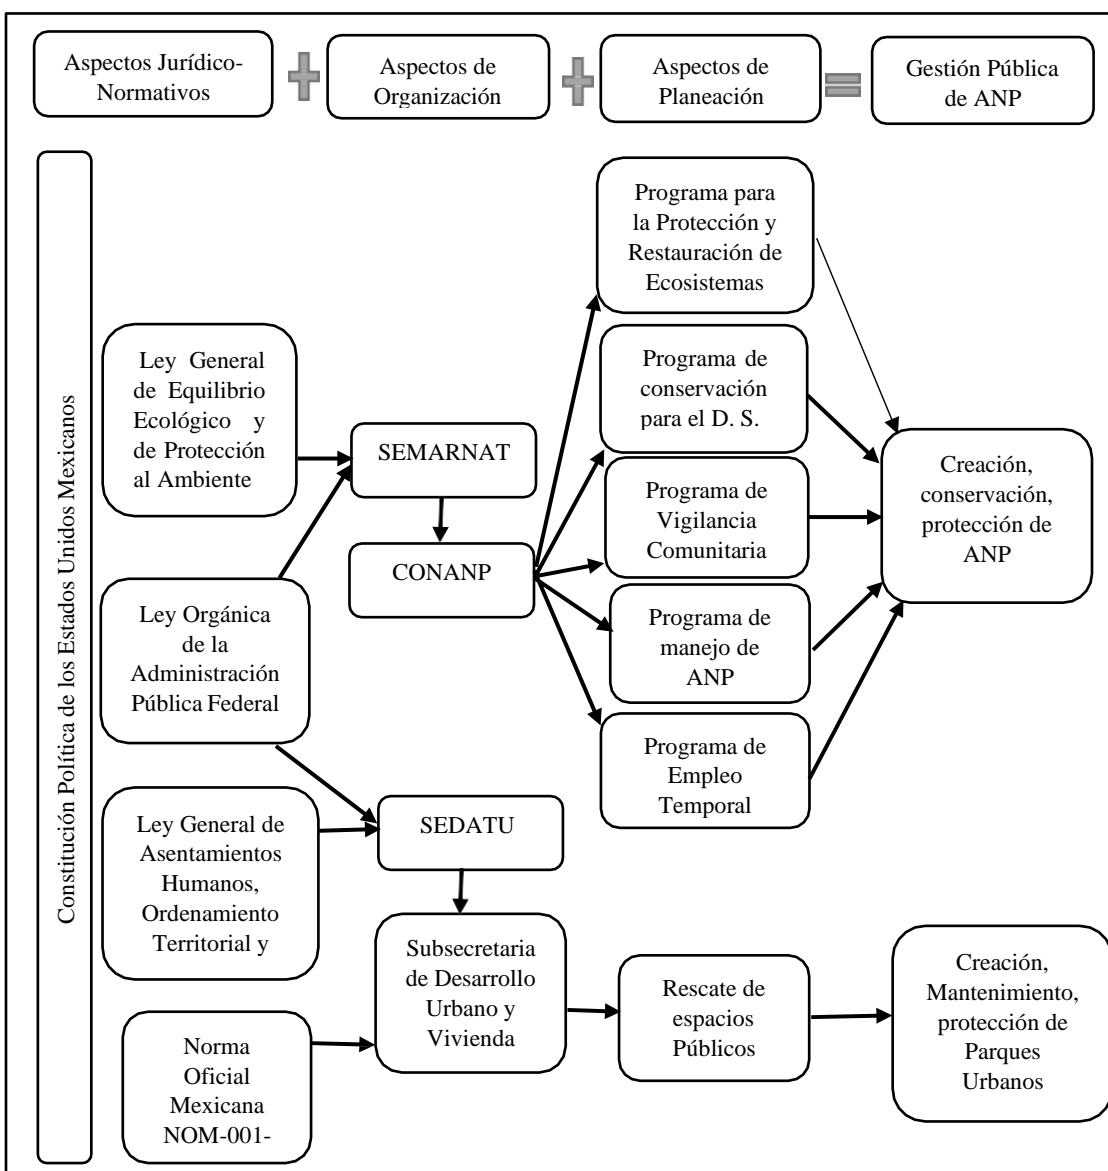 Aspectos Jurídico-
Normativos
Aspectos de
Organización
Aspectos de
Planeación
Gestión Pública
de ANP
Constitución Política de los Estados Unidos Mexicanos
Ley General
de Equilibrio
Ecológico y
de Protección
al Ambiente
Ley Orgánica
de la
Administración
Pública Federal
Ley General de
Asentamientos
Humanos,
Ordenamiento
Territorial y
Norma
Oficial
Mexicana
NOM-001-
SEMARNAT
CONANP
SEDATU
Subsecretaria
de Desarrollo
Urbano y
Vivienda
Programa para
la Protección y
Restauración de
Ecosistemas
Programa de
conservación
para el D. S.
Programa de
Vigilancia
Comunitaria
Programa de
manejo de
ANP
Programa de
Empleo
Temporal
Rescate de
espacios
Públicos
Creación,
conservación,
protección de
ANP
Creación,
Mantenimiento,
protección de
Parques
Urbanos